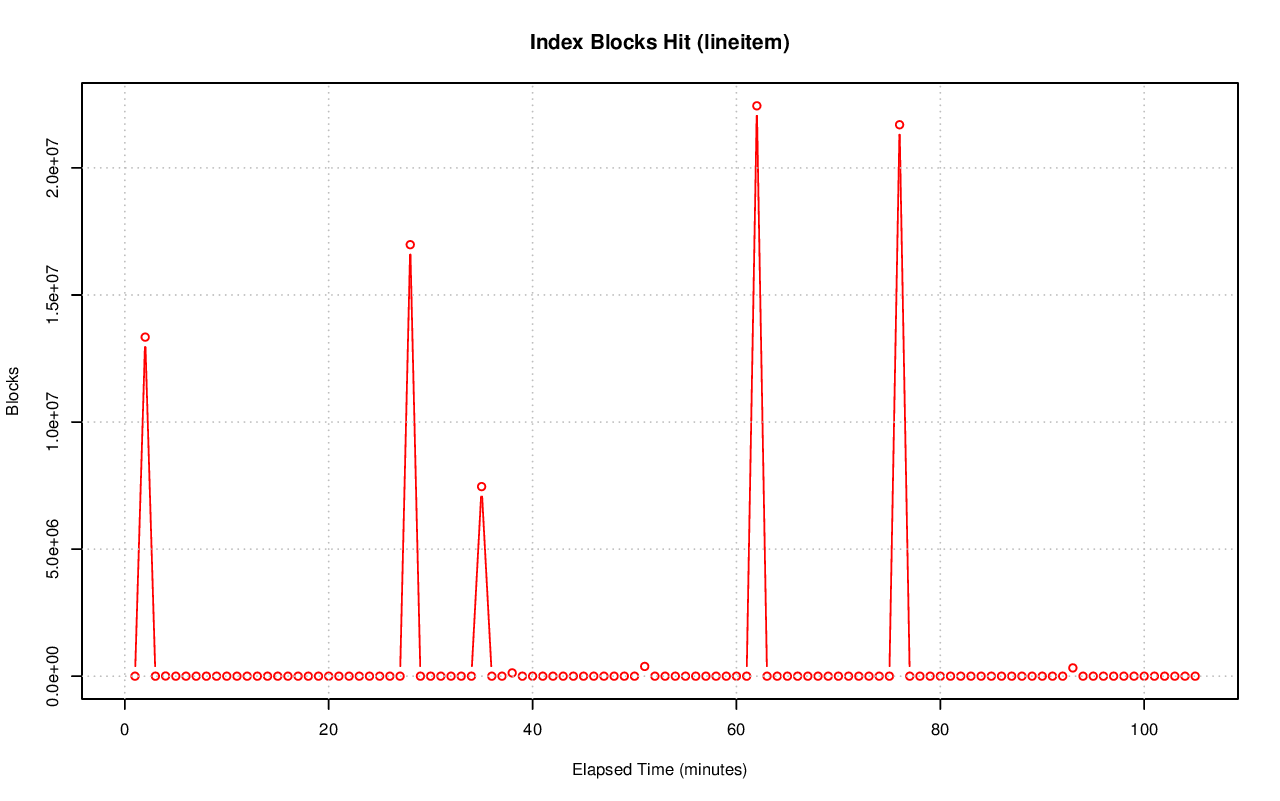 Index Blocks Hit (lineitem)
Blocks
2.0e+07
1.5e+07
1.0e+07
5.0e+06
0.0e+00
0 20 40 60 80 100
Elapsed Time (minutes)